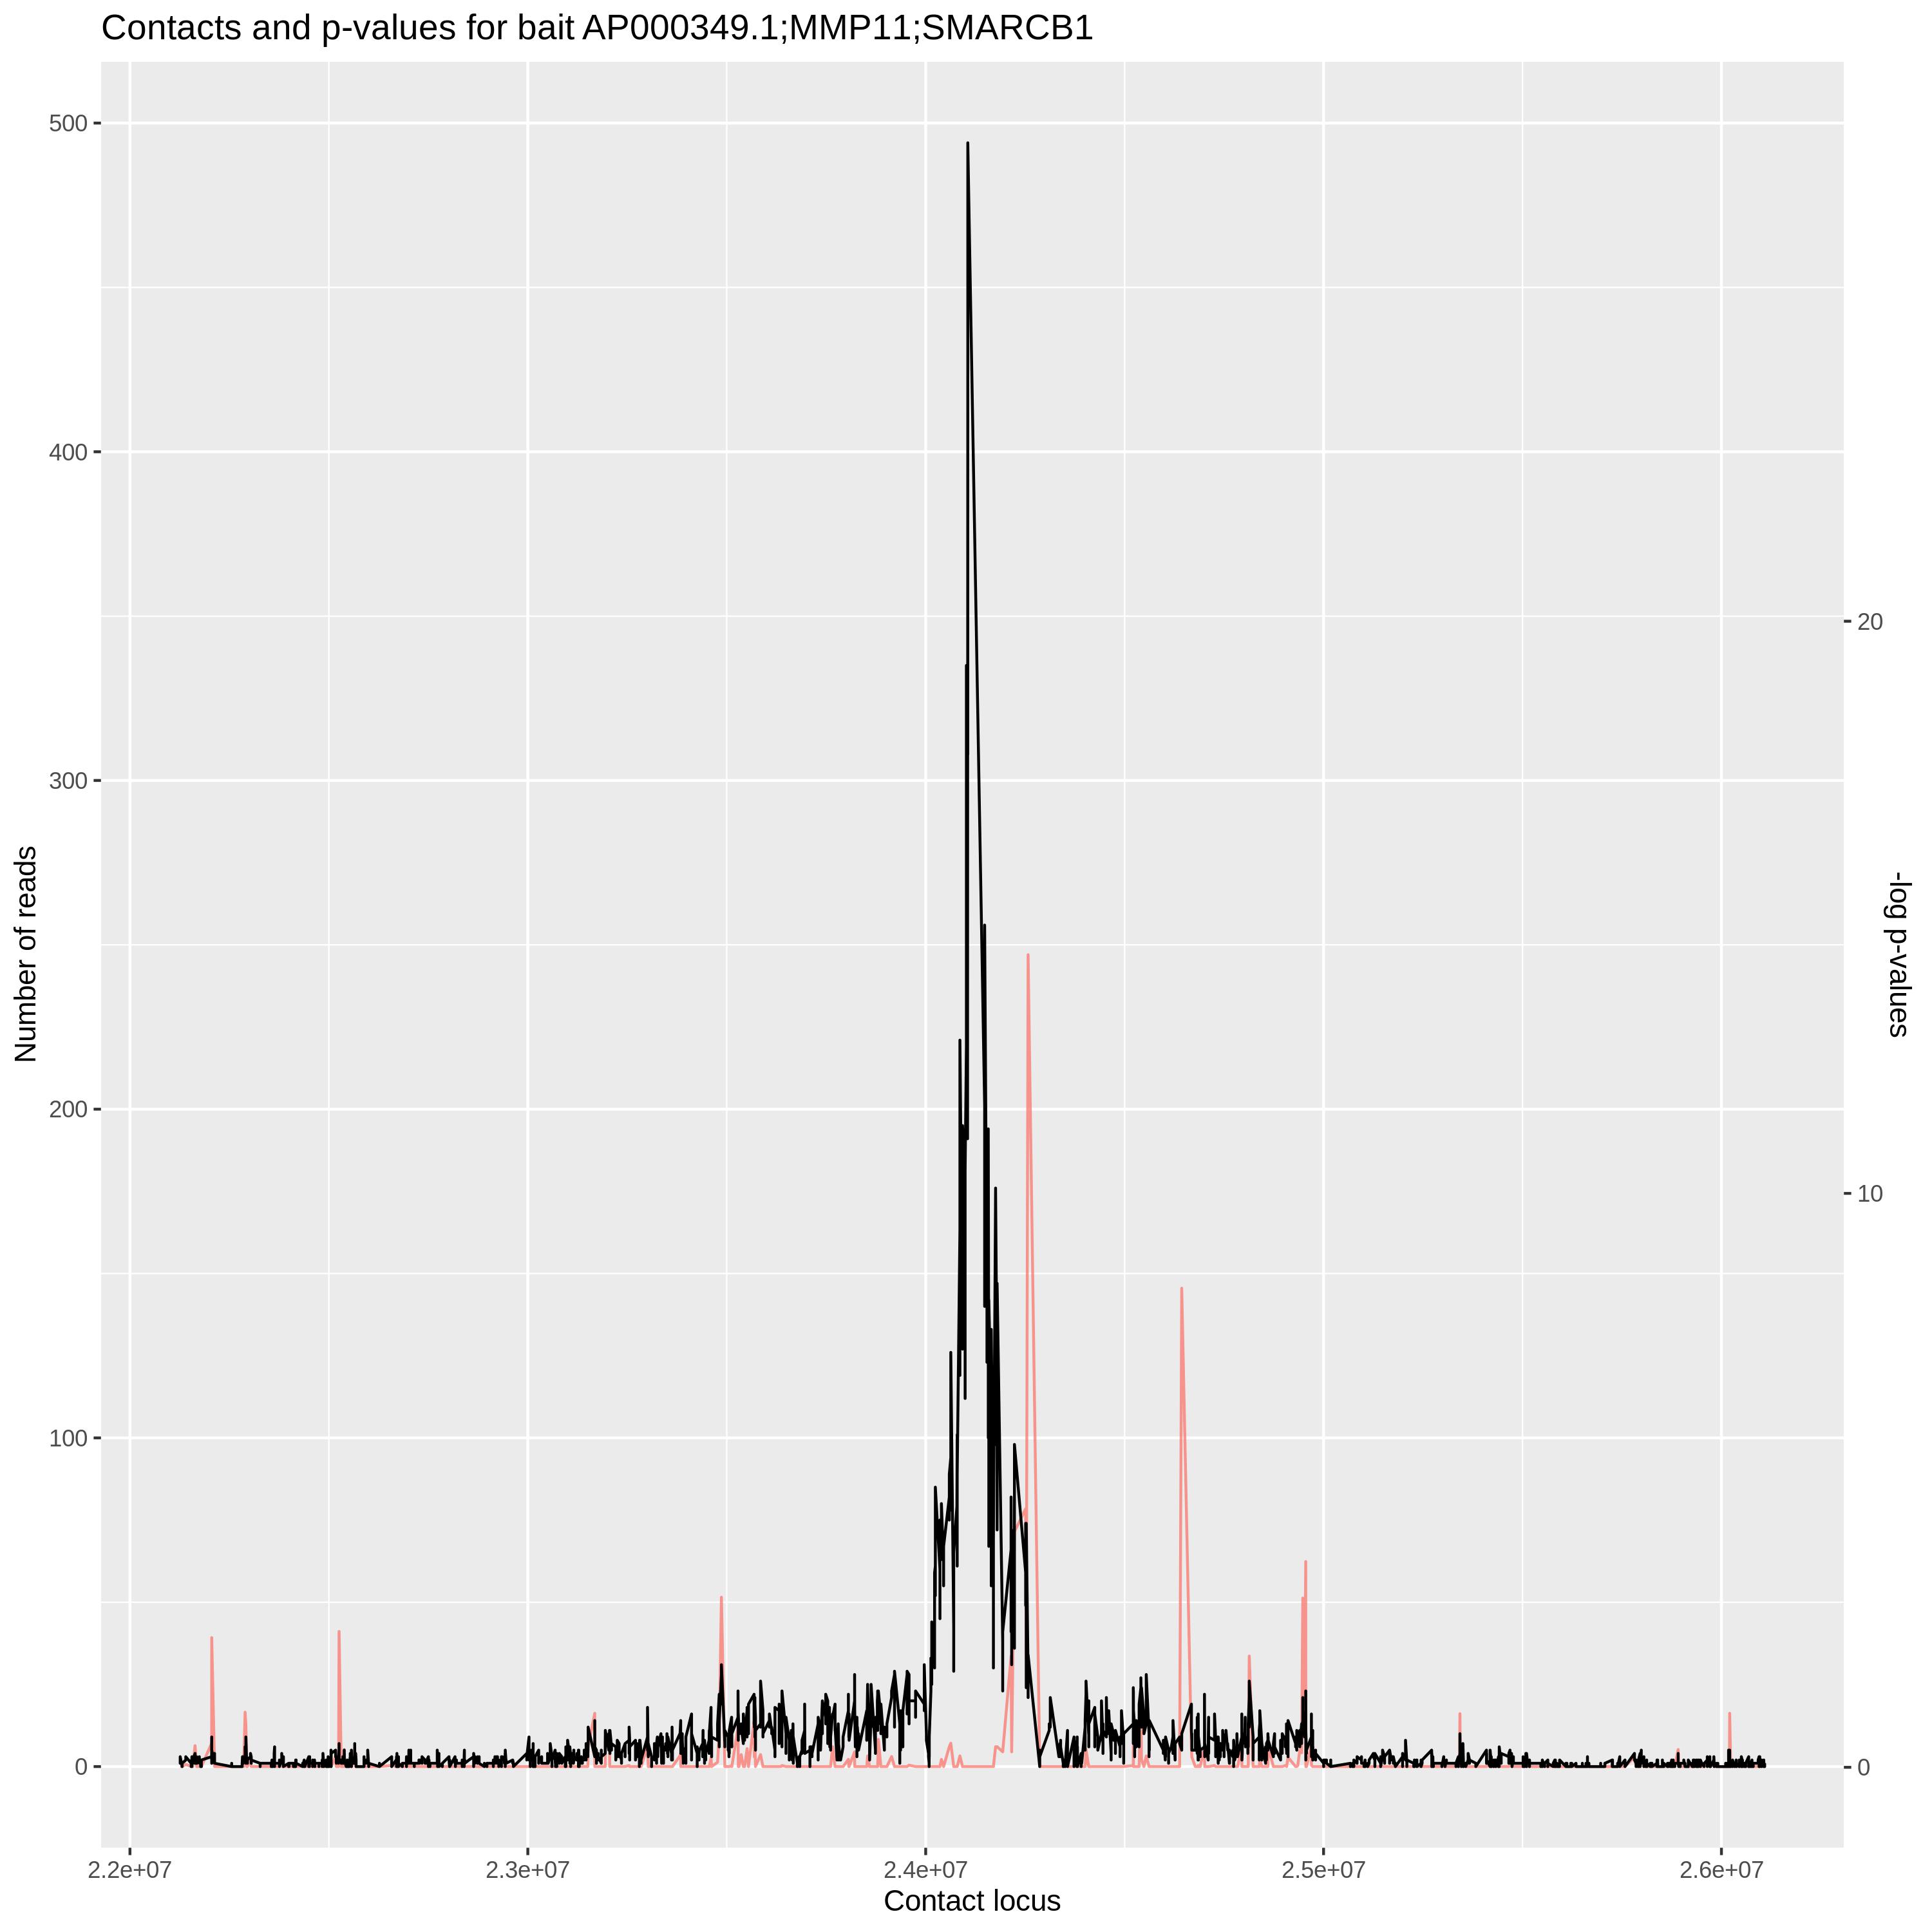 Contacts and p-values for bait AP000349.1;MMP11;SMARCB1
500
400
300
200
100
0
Number of reads
20
10
0
-log p-values
2.2e+07
2.3e+07
2.4e+07
2.5e+07
2.6e+07
Contact locus